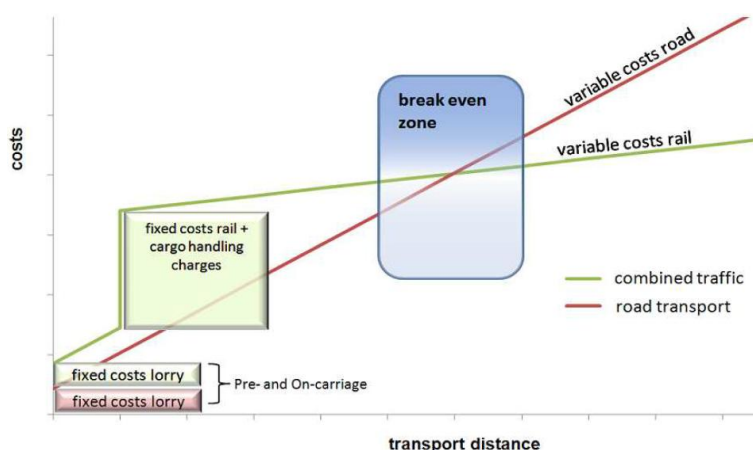 costs
variable costs road
break even
zone
variable costs rail
fixed costs rail +
cargo handling
charges
combined traffic
road transport
fixed costs lorry
Pre- and On-carriage
fixed costs lorry
transport distance